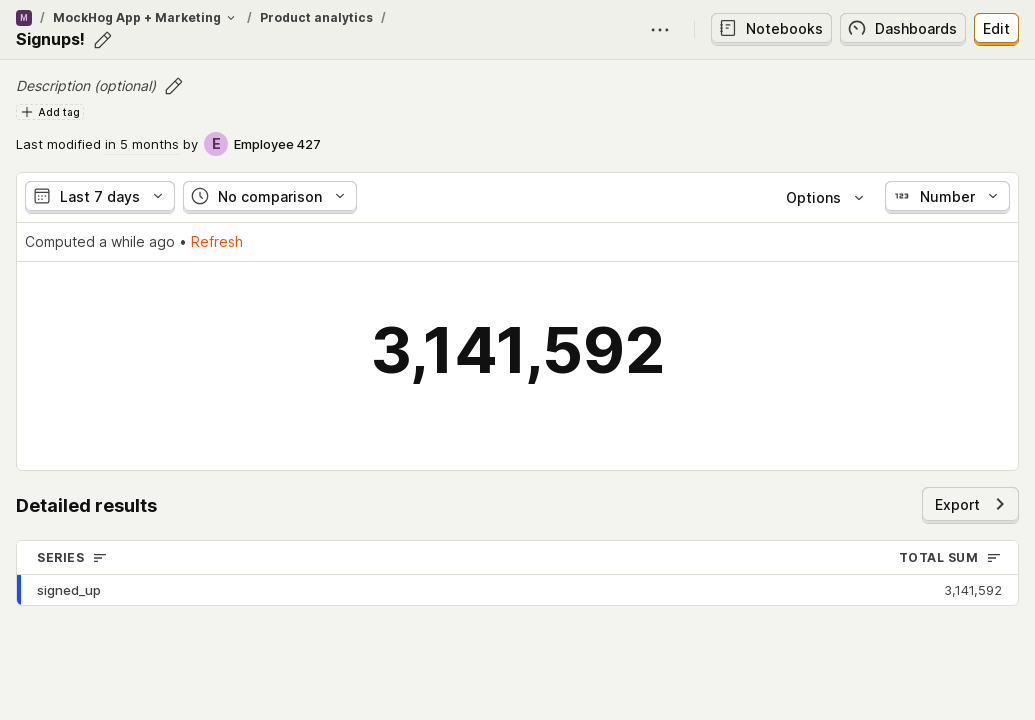 M / MockHog App + Marketing / Product analytics /
Signups!
Notebooks
Dashboards
Edit
Description (optional)
Add tag
Last modified in 5 months by E Employee 427
Last 7 days
No comparison
Options
123 Number
Computed a while ago • Refresh
3,141,592
Detailed results
Export
SERIES TOTAL SUM
signed_up 3,141,592